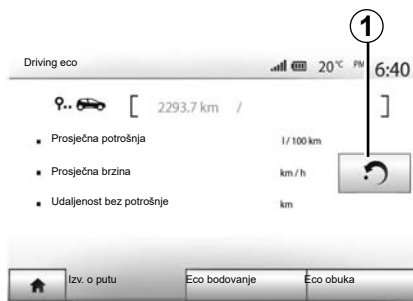 1
Driving eco 20°C PM 6:40
[ 2293.7 km / ]
▪ Prosječna potrošnja l/100 km
▪ Prosječna brzina km/h
▪ Udaljenost bez potrošnje km
Izv. o putu Eco bodovanje Eco obuka